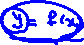 y = f(x)